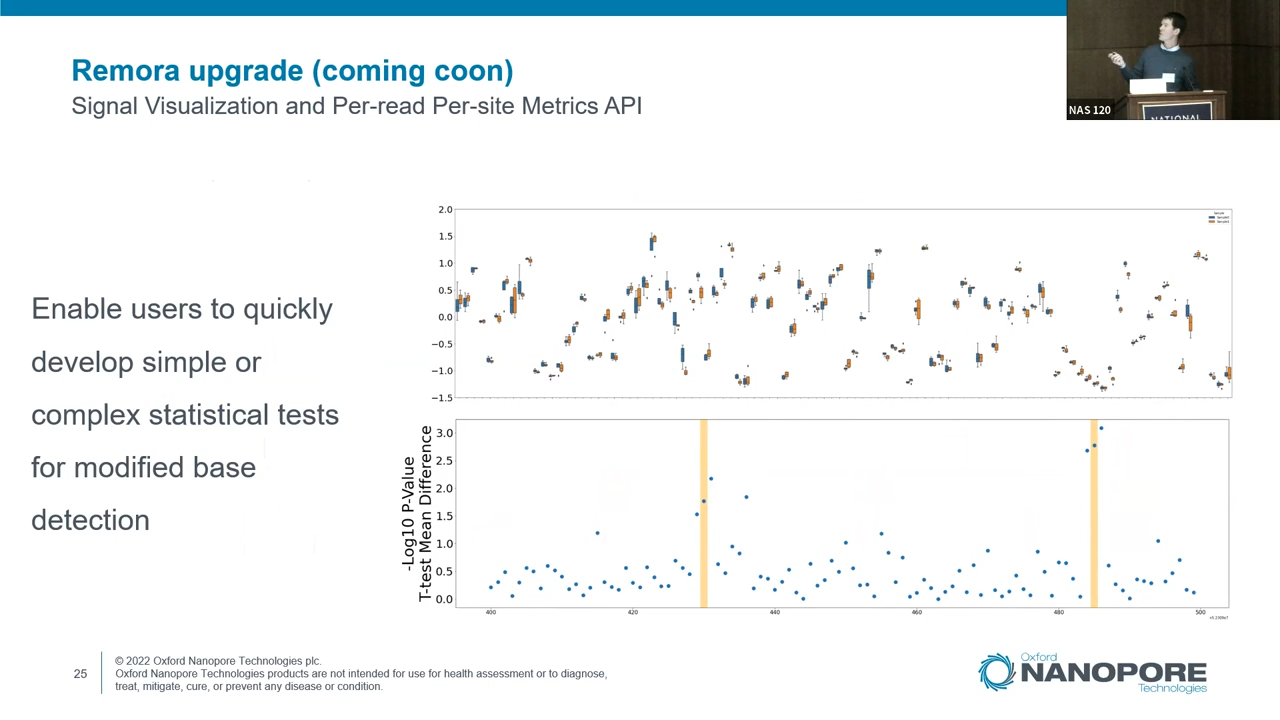 Remora upgrade (coming coon)
Signal Visualization and Per-read Per-site Metrics API
NAS 120
NATIONAL
Enable users to quickly
develop simple or
complex statistical tests
for modified base
detection
2.0
1.5
1.0
0.5
0.0
−0.5
−1.0
−1.5
-Log10 P-Value
T-test Mean Difference
3.0
2.5
2.0
1.5
1.0
0.5
0.0
400
420
440
460
480
500
25
© 2022 Oxford Nanopore Technologies plc.
Oxford Nanopore Technologies products are not intended for use for health assessment or to diagnose,
treat, mitigate, cure, or prevent any disease or condition.
Oxford
NANOPORE
Technologies